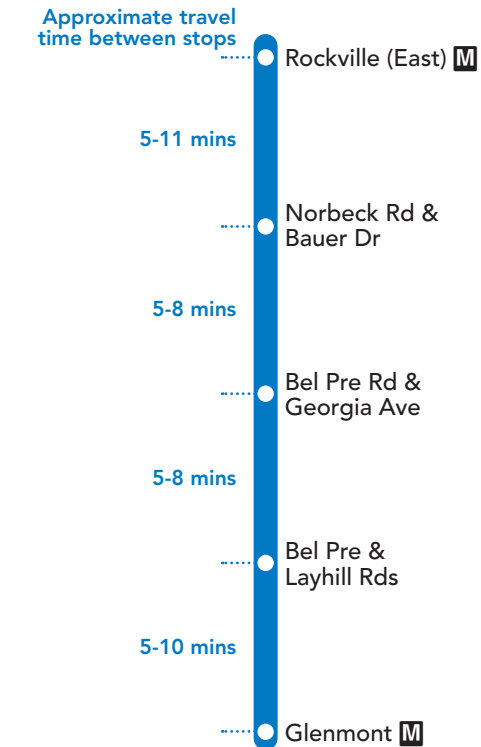 Approximate travel
time between stops
Rockville (East) M
5-11 mins
Norbeck Rd &
Bauer Dr
5-8 mins
Bel Pre Rd &
Georgia Ave
5-8 mins
Bel Pre &
Layhill Rds
5-10 mins
Glenmont M